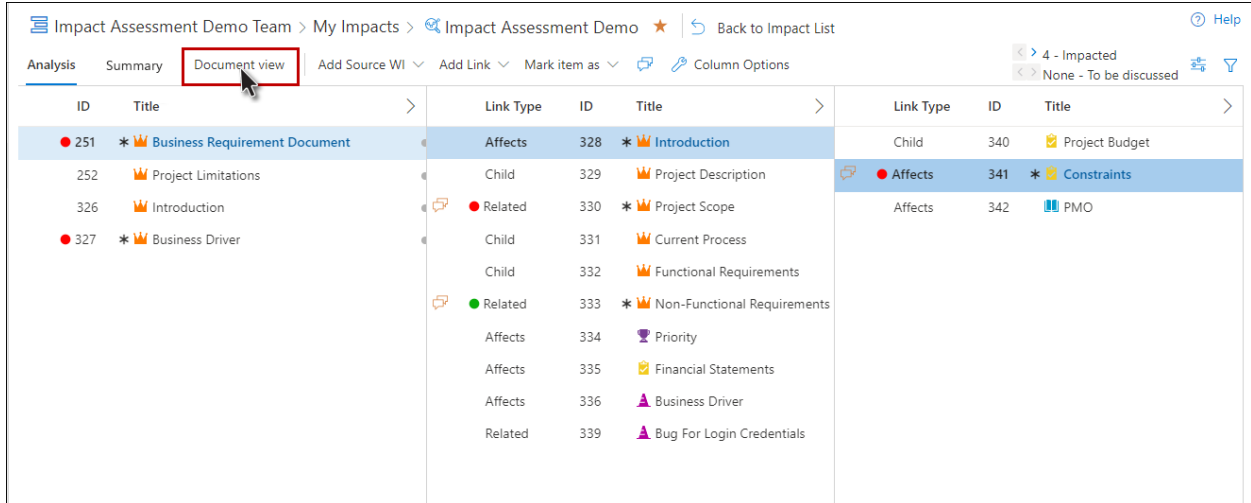 Impact Assessment Demo Team > My Impacts > Impact Assessment Demo Back to Impact List Help
Analysis Summary Document view Add Source WI Add Link Mark item as Column Options
4 - Impacted
None - To be discussed
ID Title Link Type ID Title Link Type ID Title
251 * Business Requirement Document Affects 328 * Introduction Child 340 Project Budget
252 Project Limitations Child 329 Project Description Affects 341 * Constraints
326 Introduction Related 330 * Project Scope Affects 342 PMO
327 * Business Driver Child 331 Current Process
Child 332 Functional Requirements
Related 333 * Non-Functional Requirements
Affects 334 Priority
Affects 335 Financial Statements
Affects 336 Business Driver
Related 339 Bug For Login Credentials